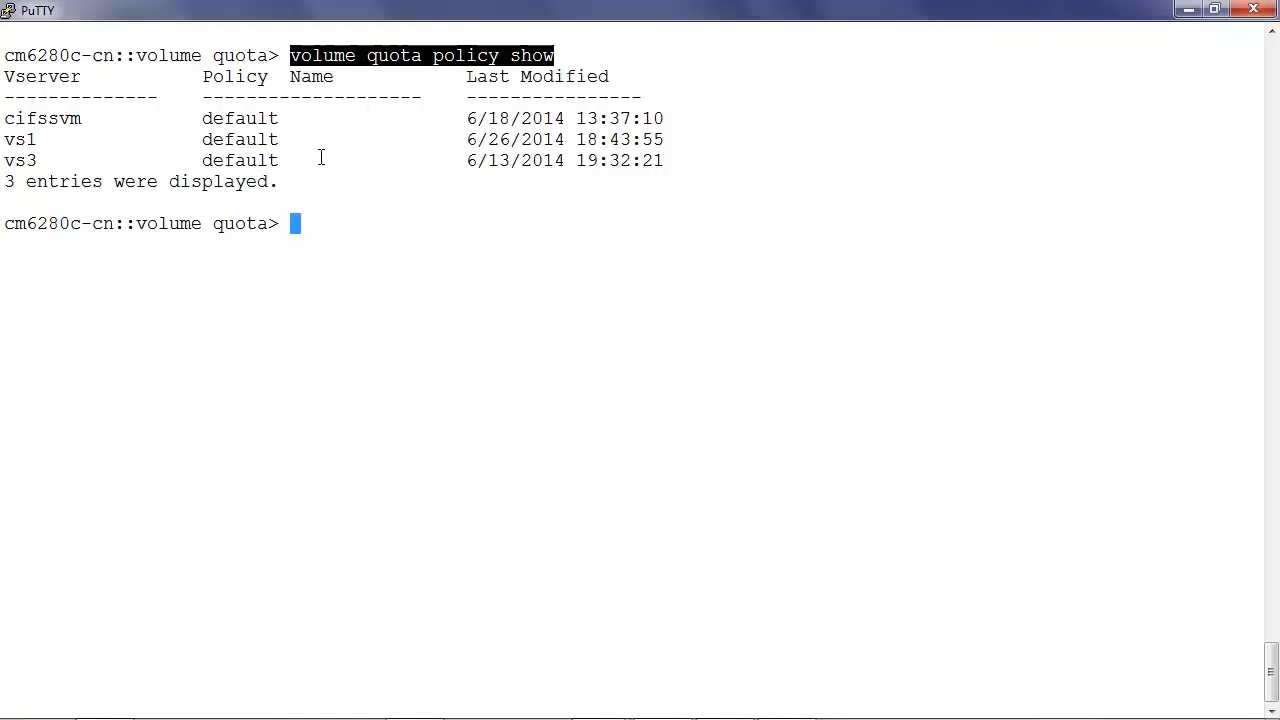 PuTTY
cm6280c-cn::volume quota> volume quota policy show
Vserver Policy Name Last Modified
-------------- -------------------- ----------------
cifssvm default 6/18/2014 13:37:10
vs1 default 6/26/2014 18:43:55
vs3 default 6/13/2014 19:32:21
3 entries were displayed.
cm6280c-cn::volume quota>